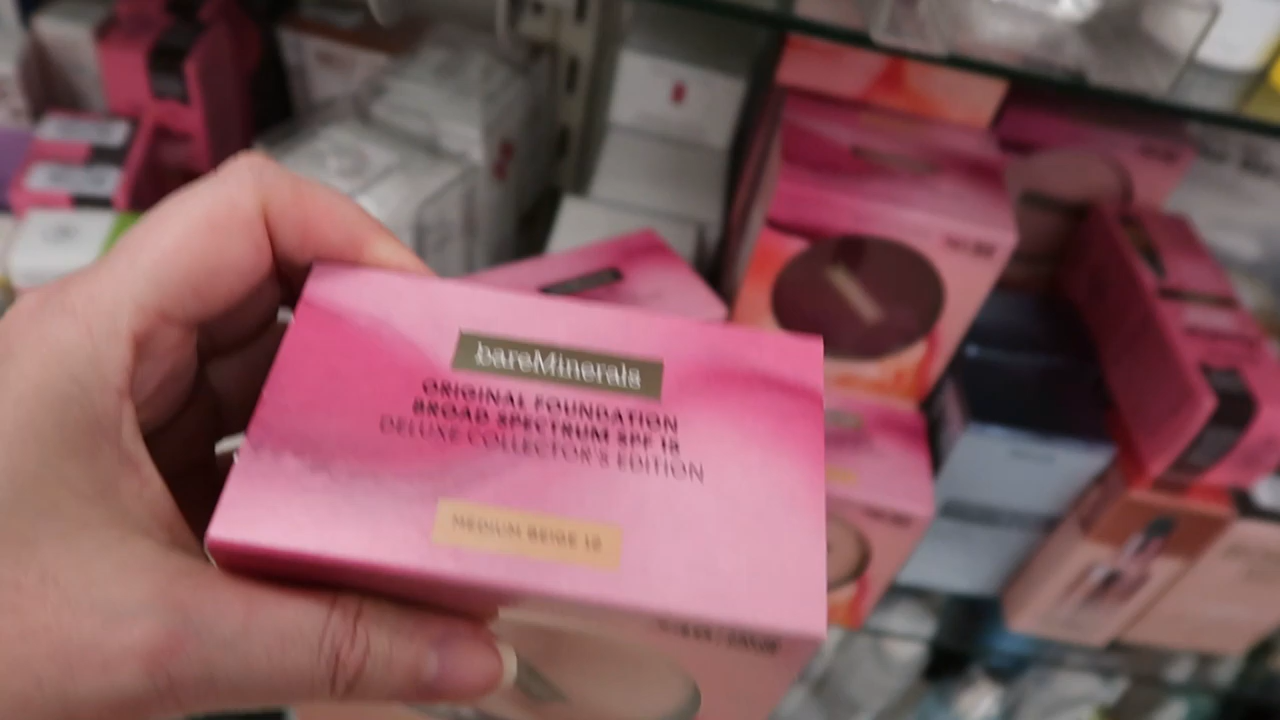 bareMinerals
ORIGINAL FOUNDATION
BROAD SPECTRUM SPF 15
DELUXE COLLECTOR'S EDITION
MEDIUM BEIGE 12